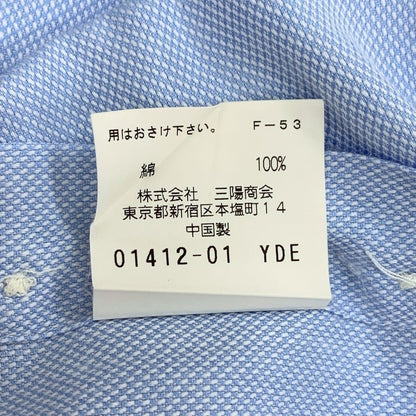 用はおさけ下さい。 F-53
綿 100%
株式会社 三陽商会
東京都新宿区本塩町14
中国製
01412-01 YDE